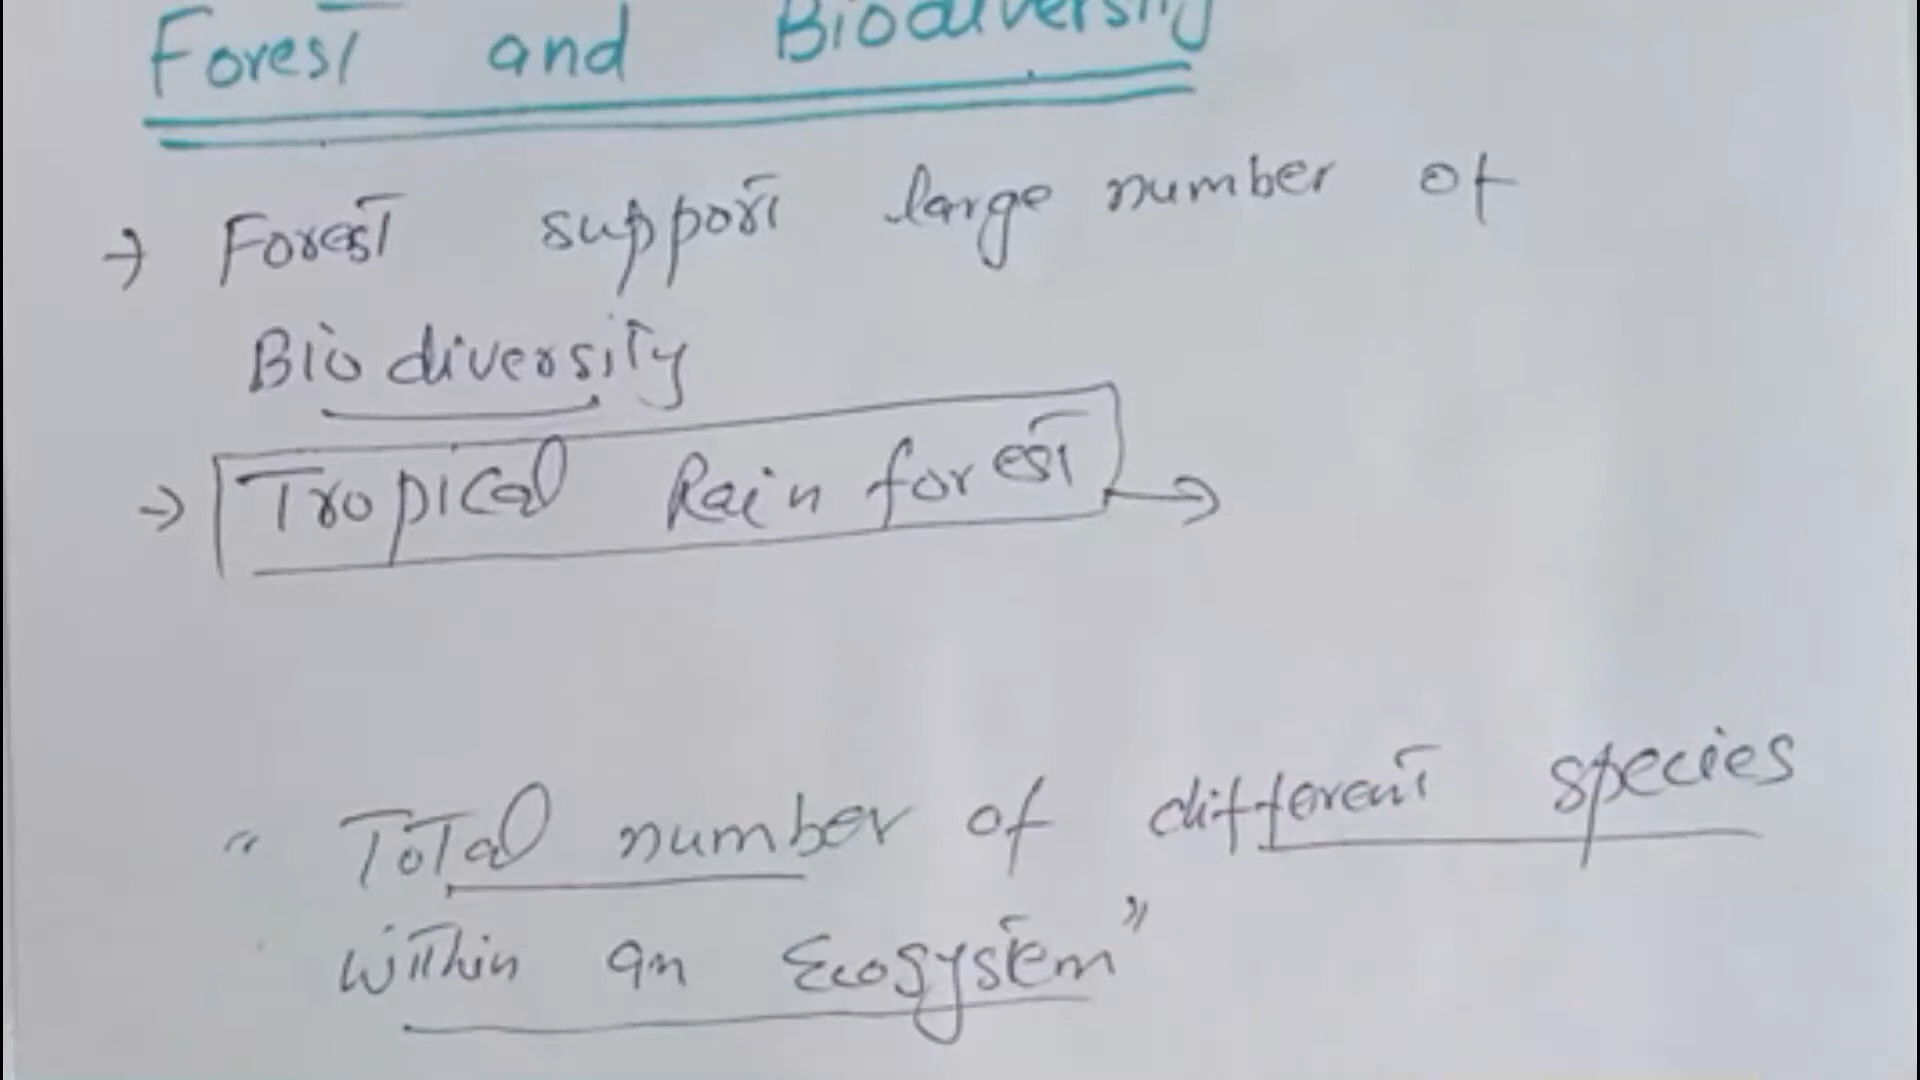 Forest and Biodiversity
→ Forest support large number of
Biodiversity
→ Tropical Rain forest →
" Total number of different species
within an Ecosystem"